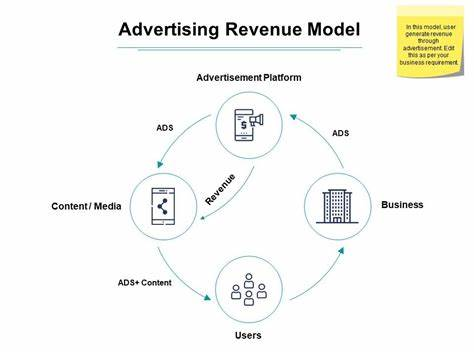 Advertising Revenue Model
In this model, user
generate revenue
through
advertisement. Edit
this as per your
business requirement.
Advertisement Platform
ADS
ADS
Revenue
$
Content / Media
Business
ADS+ Content
Users